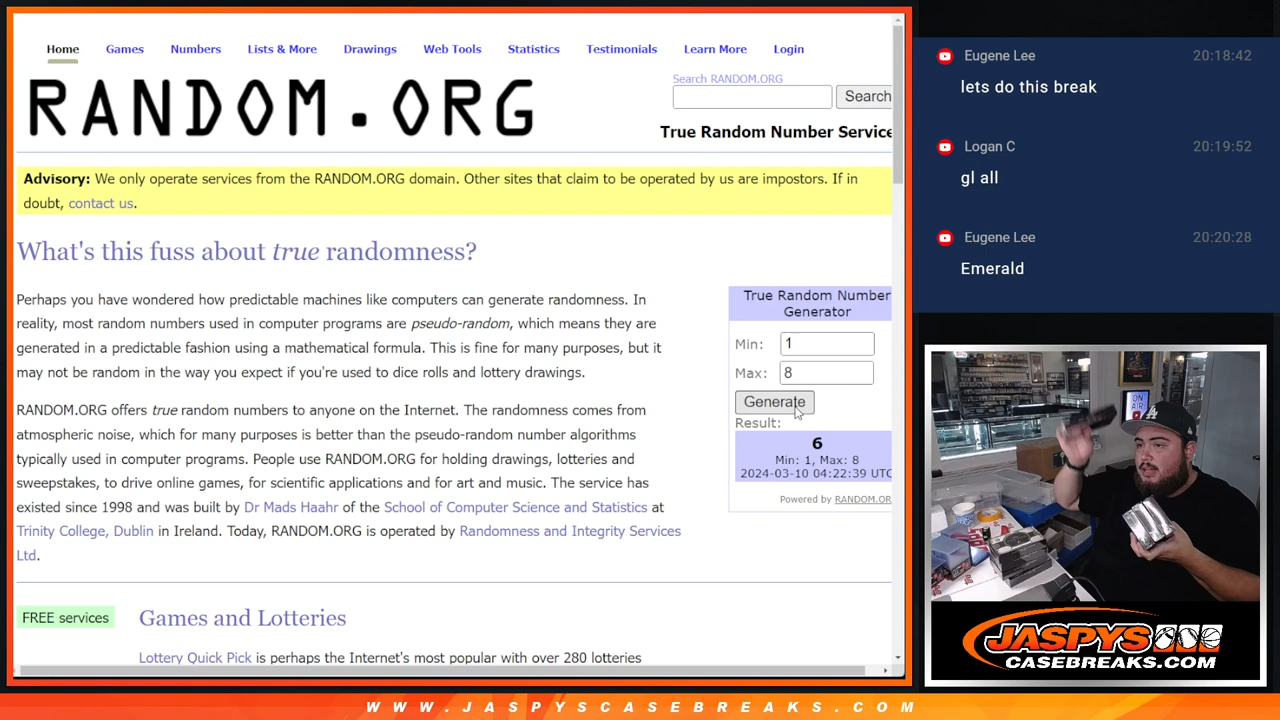 Home Games Numbers Lists & More Drawings Web Tools Statistics Testimonials Learn More Login
RANDOM.ORG
Search RANDOM.ORG
Search
True Random Number Service
Advisory: We only operate services from the RANDOM.ORG domain. Other sites that claim to be operated by us are impostors. If in
doubt, contact us.
What's this fuss about true randomness?
Perhaps you have wondered how predictable machines like computers can generate randomness. In
reality, most random numbers used in computer programs are pseudo-random, which means they are
generated in a predictable fashion using a mathematical formula. This is fine for many purposes, but it
may not be random in the way you expect if you're used to dice rolls and lottery drawings.
RANDOM.ORG offers true random numbers to anyone on the Internet. The randomness comes from
atmospheric noise, which for many purposes is better than the pseudo-random number algorithms
typically used in computer programs. People use RANDOM.ORG for holding drawings, lotteries and
sweepstakes, to drive online games, for scientific applications and for art and music. The service has
existed since 1998 and was built by Dr Mads Haahr of the School of Computer Science and Statistics at
Trinity College, Dublin in Ireland. Today, RANDOM.ORG is operated by Randomness and Integrity Services
Ltd.
True Random Number
Generator
Min: 1
Max: 8
Generate
Result:
6
Min: 1, Max: 8
2024-03-10 04:22:39 UTC
Powered by RANDOM.OR
FREE services
Games and Lotteries
Lottery Quick Pick is perhaps the Internet's most popular with over 280 lotteries
Eugene Lee 20:18:42
lets do this break
Logan C 20:19:52
gl all
Eugene Lee 20:20:28
Emerald
ON
AIR
LA
JASPYS
CASEBREAKS.COM
WWW.JASPYSCASEBREAKS.COM